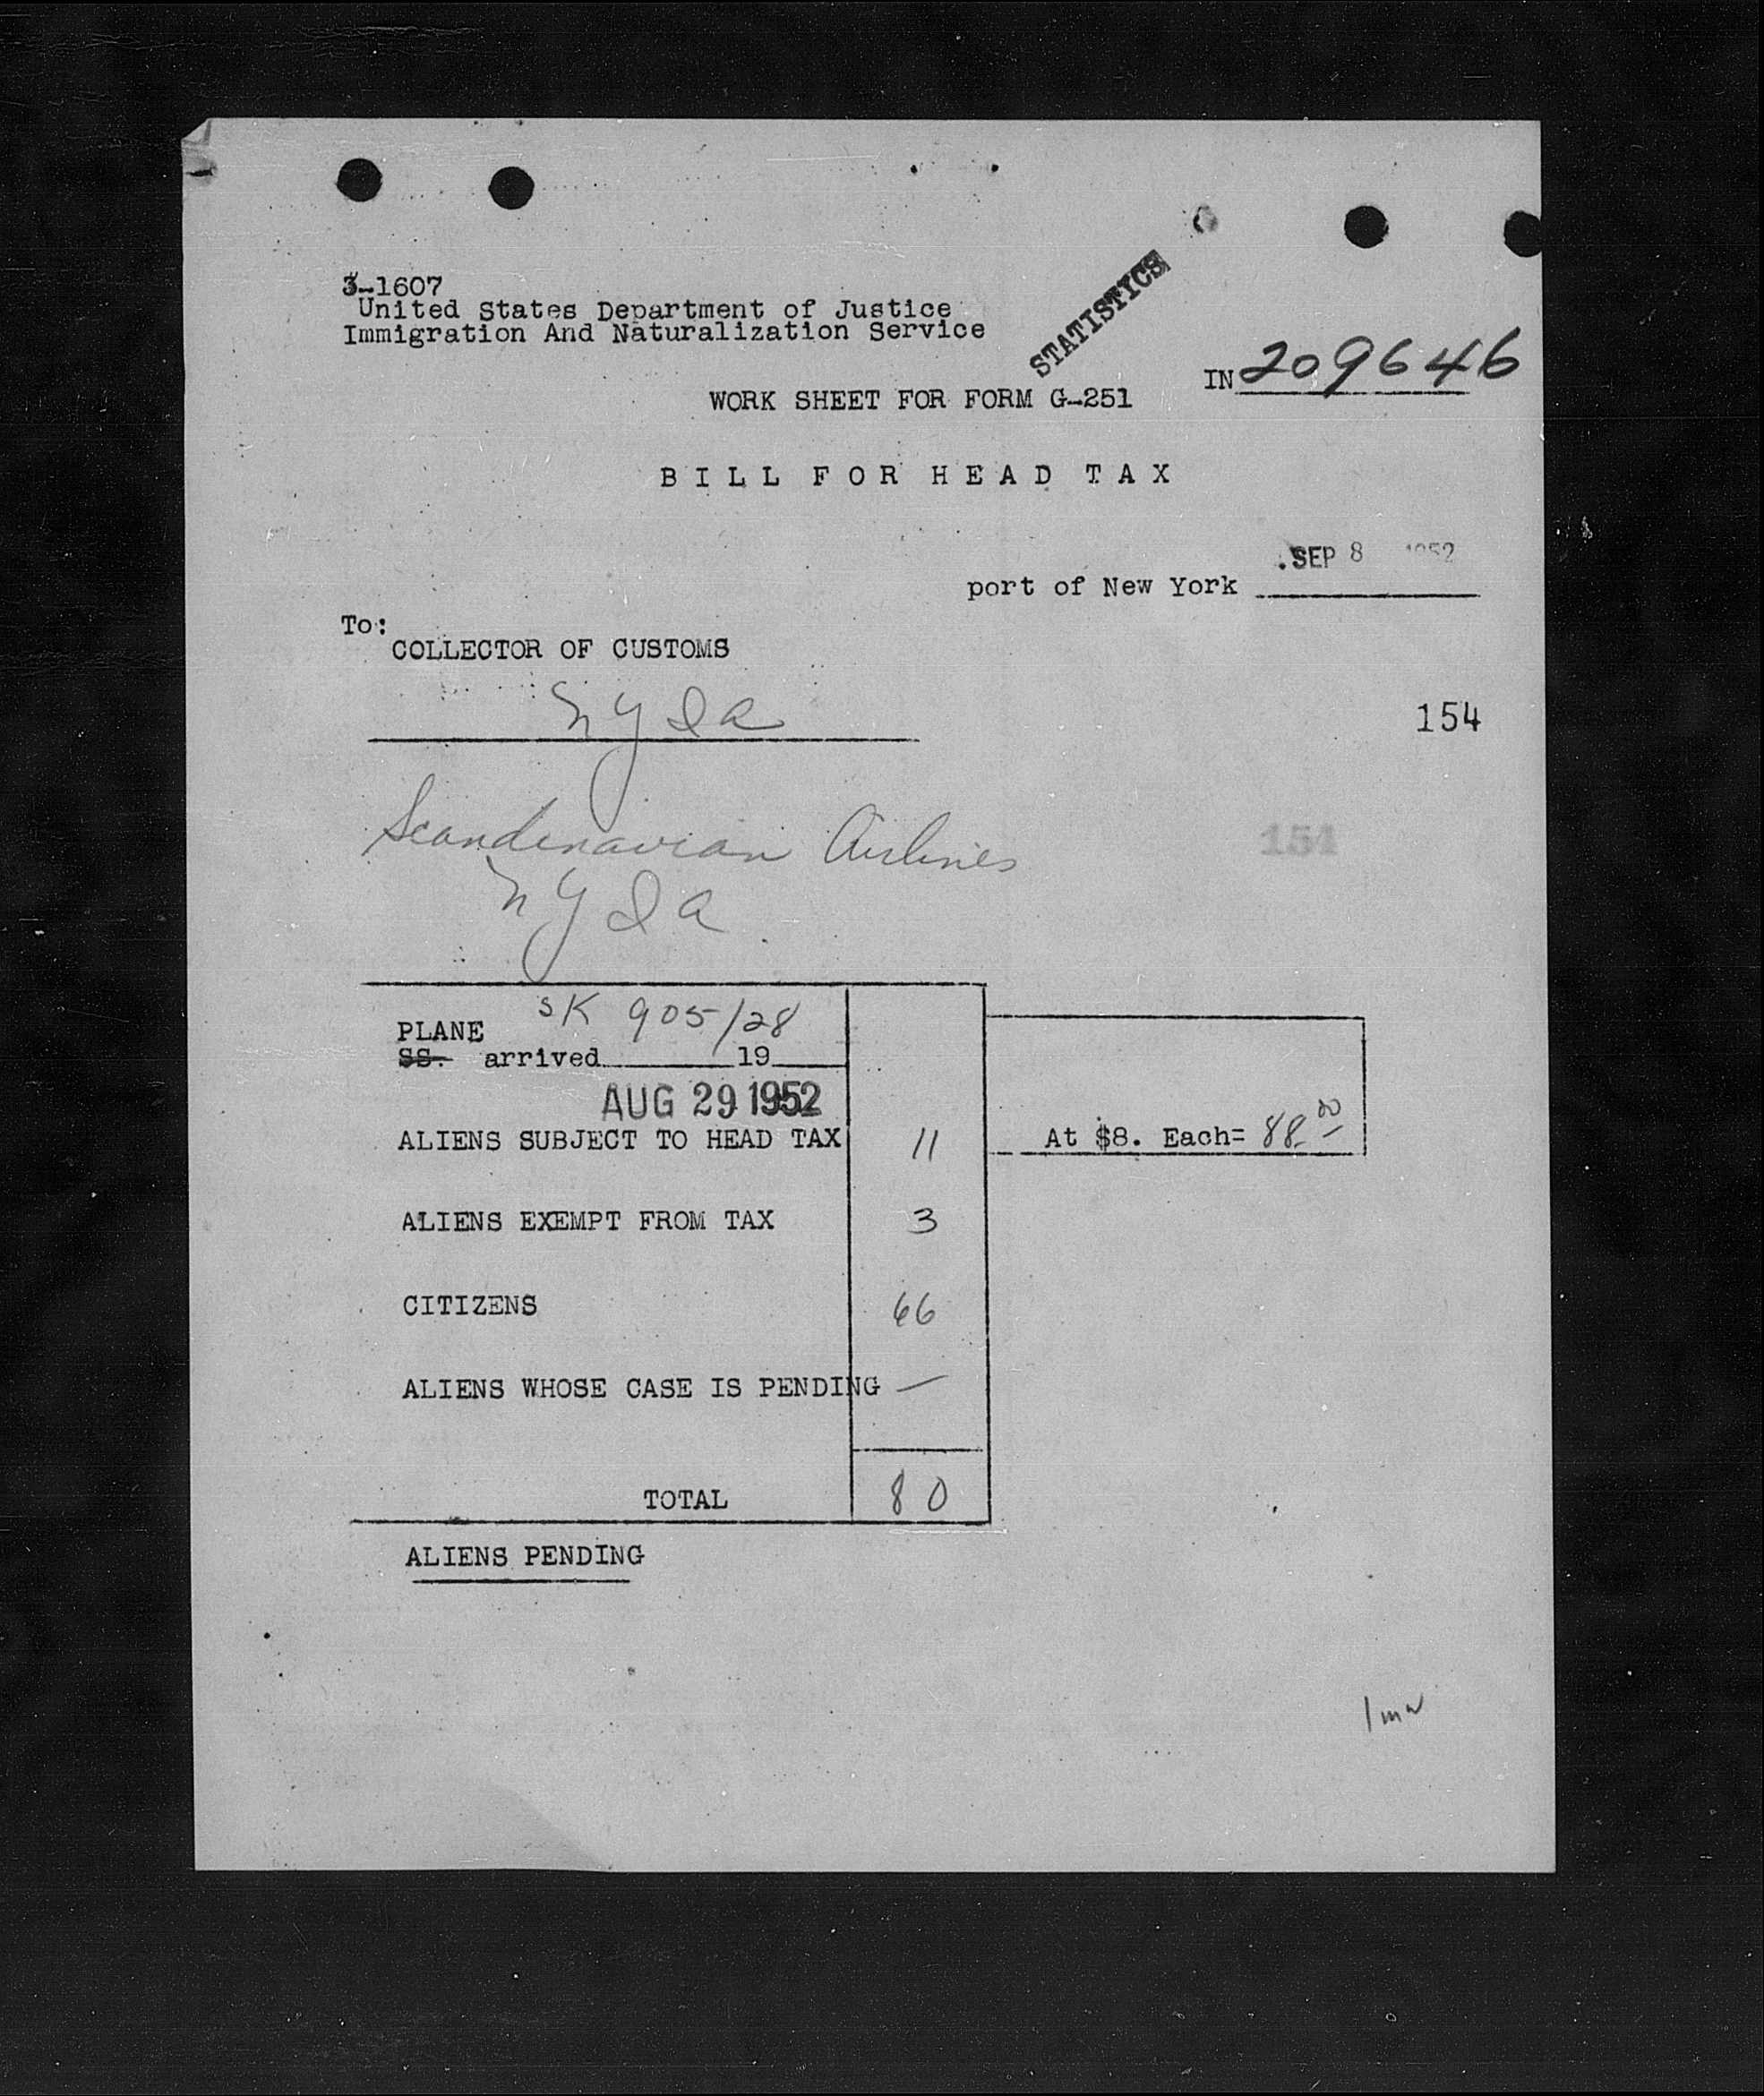 3-1607
United States Department of Justice
Immigration And Naturalization Service
STATISTICS
IN 209646
WORK SHEET FOR FORM G-251
BILL FOR HEAD TAX
SEP 8 1952
port of New York
To:
COLLECTOR OF CUSTOMS
NYIA
154
Scandinavian Airlines
154
NYIA
SK 905/28
PLANE
SS. arrived 19
AUG 29 1952
ALIENS SUBJECT TO HEAD TAX 11 At $8. Each= 88.00
ALIENS EXEMPT FROM TAX 3
CITIZENS 66
ALIENS WHOSE CASE IS PENDING —
TOTAL 80
ALIENS PENDING